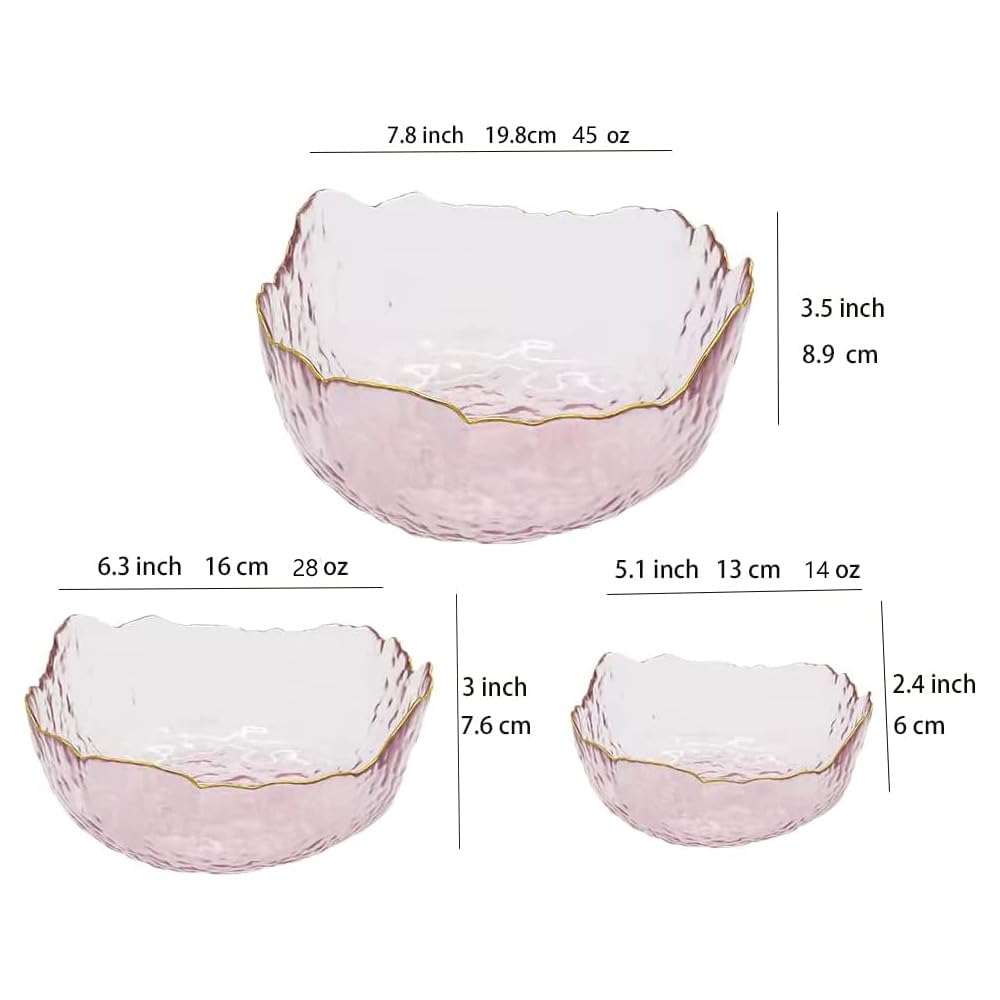 7.8 inch 19.8cm 45 oz
3.5 inch
8.9 cm
6.3 inch 16 cm 28 oz
3 inch
7.6 cm
5.1 inch 13 cm 14 oz
2.4 inch
6 cm